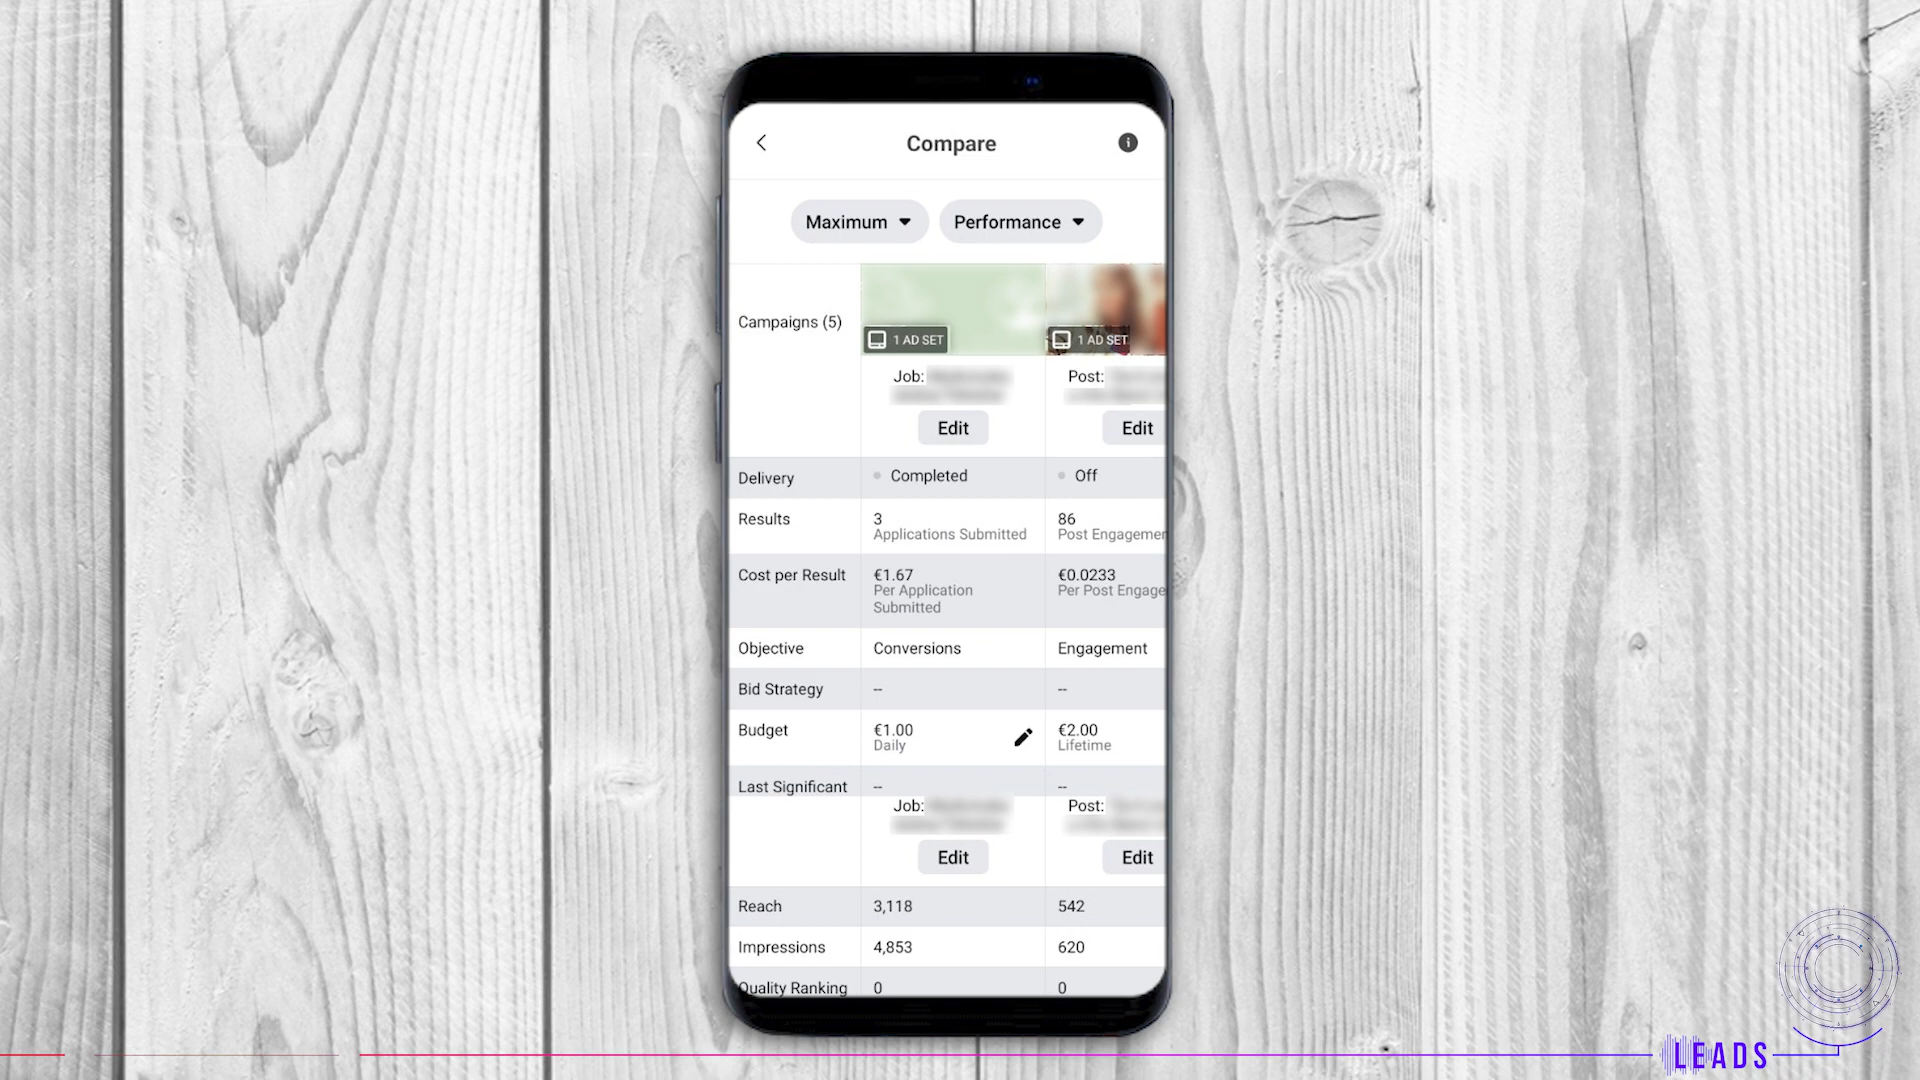 Compare
Maximum Performance
Campaigns (5)
1 AD SET 1 AD SET
Job: Post:
Edit Edit
Delivery Completed Off
Results 3 86
Applications Submitted Post Engagemen
Cost per Result €1.67 €0.0233
Per Application Per Post Engage
Submitted
Objective Conversions Engagement
Bid Strategy -- --
Budget €1.00 €2.00
Daily Lifetime
Last Significant -- --
Job: Post:
Edit Edit
Reach 3,118 542
Impressions 4,853 620
Quality Ranking 0 0
LEADS